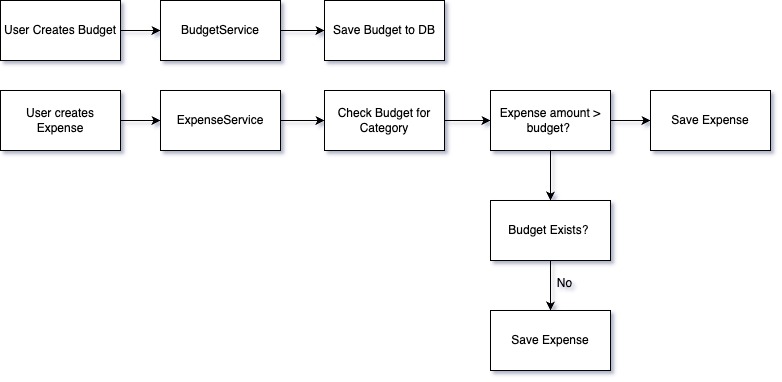 User Creates Budget
BudgetService
Save Budget to DB
User creates
Expense
ExpenseService
Check Budget for
Category
Expense amount >
budget?
Save Expense
Budget Exists?
No
Save Expense